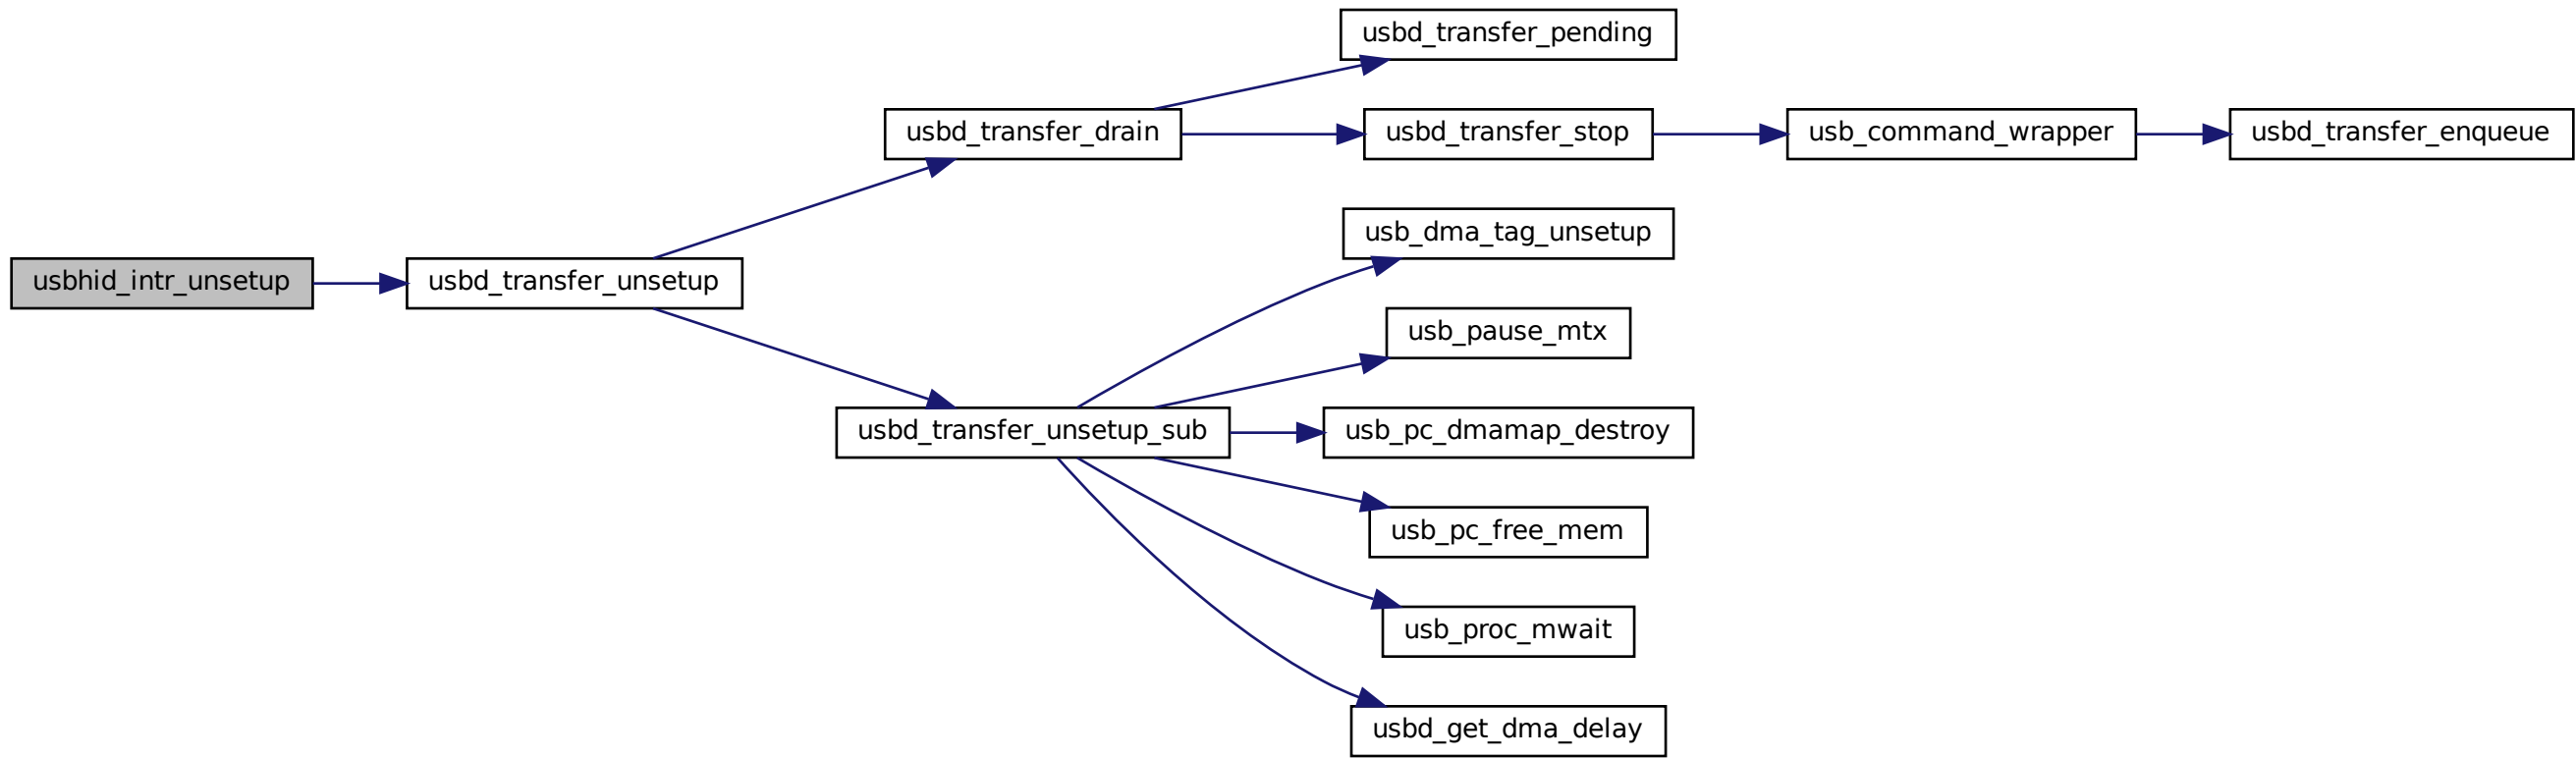 usbd_transfer_pending
usbd_transfer_drain
usbd_transfer_stop
usb_command_wrapper
usbd_transfer_enqueue
usb_dma_tag_unsetup
usbhid_intr_unsetup
usbd_transfer_unsetup
usb_pause_mtx
usbd_transfer_unsetup_sub
usb_pc_dmamap_destroy
usb_pc_free_mem
usb_proc_mwait
usbd_get_dma_delay